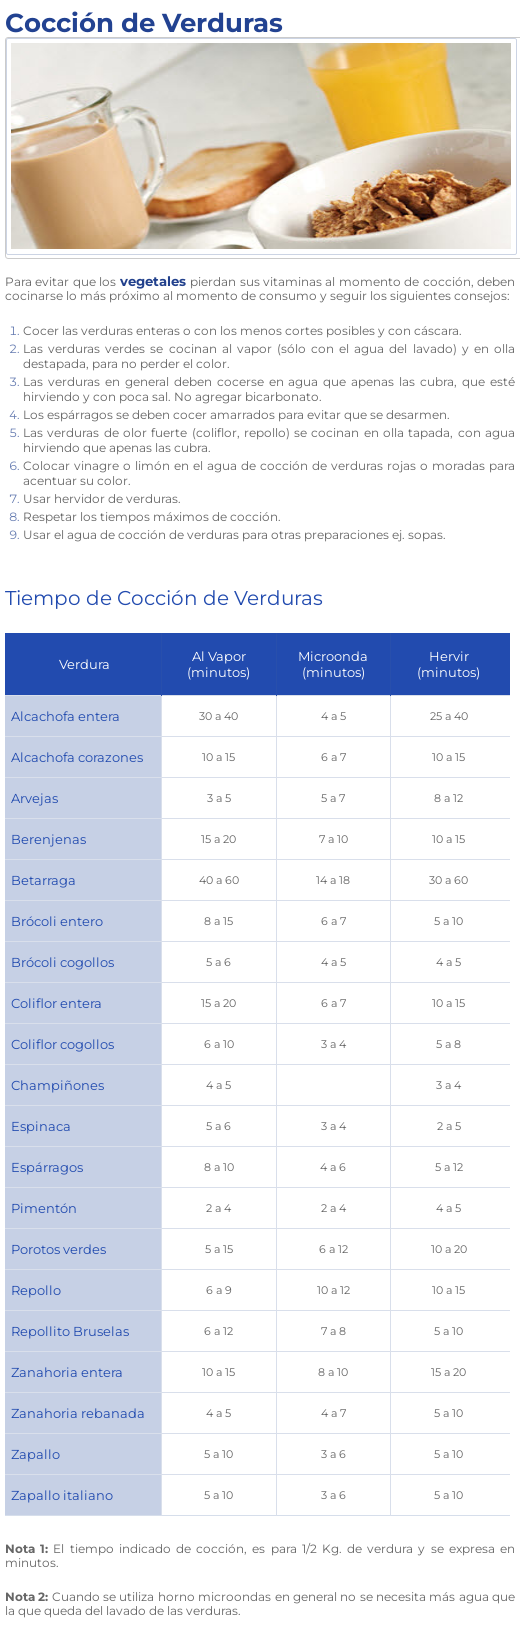 Cocción de Verduras
Para evitar que los vegetales pierdan sus vitaminas al momento de cocción, deben
cocinarse lo más próximo al momento de consumo y seguir los siguientes consejos:
1. Cocer las verduras enteras o con los menos cortes posibles y con cáscara.
2. Las verduras verdes se cocinan al vapor (sólo con el agua del lavado) y en olla
destapada, para no perder el color.
3. Las verduras en general deben cocerse en agua que apenas las cubra, que esté
hirviendo y con poca sal. No agregar bicarbonato.
4. Los espárragos se deben cocer amarrados para evitar que se desarmen.
5. Las verduras de olor fuerte (coliflor, repollo) se cocinan en olla tapada, con agua
hirviendo que apenas las cubra.
6. Colocar vinagre o limón en el agua de cocción de verduras rojas o moradas para
acentuar su color.
7. Usar hervidor de verduras.
8. Respetar los tiempos máximos de cocción.
9. Usar el agua de cocción de verduras para otras preparaciones ej. sopas.
Tiempo de Cocción de Verduras
Verdura Al Vapor (minutos) Microonda (minutos) Hervir (minutos)
Alcachofa entera 30 a 40 4 a 5 25 a 40
Alcachofa corazones 10 a 15 6 a 7 10 a 15
Arvejas 3 a 5 5 a 7 8 a 12
Berenjenas 15 a 20 7 a 10 10 a 15
Betarraga 40 a 60 14 a 18 30 a 60
Brócoli entero 8 a 15 6 a 7 5 a 10
Brócoli cogollos 5 a 6 4 a 5 4 a 5
Coliflor entera 15 a 20 6 a 7 10 a 15
Coliflor cogollos 6 a 10 3 a 4 5 a 8
Champiñones 4 a 5 3 a 4
Espinaca 5 a 6 3 a 4 2 a 5
Espárragos 8 a 10 4 a 6 5 a 12
Pimentón 2 a 4 2 a 4 4 a 5
Porotos verdes 5 a 15 6 a 12 10 a 20
Repollo 6 a 9 10 a 12 10 a 15
Repollito Bruselas 6 a 12 7 a 8 5 a 10
Zanahoria entera 10 a 15 8 a 10 15 a 20
Zanahoria rebanada 4 a 5 4 a 7 5 a 10
Zapallo 5 a 10 3 a 6 5 a 10
Zapallo italiano 5 a 10 3 a 6 5 a 10
Nota 1: El tiempo indicado de cocción, es para 1/2 Kg. de verdura y se expresa en
minutos.
Nota 2: Cuando se utiliza horno microondas en general no se necesita más agua que
la que queda del lavado de las verduras.